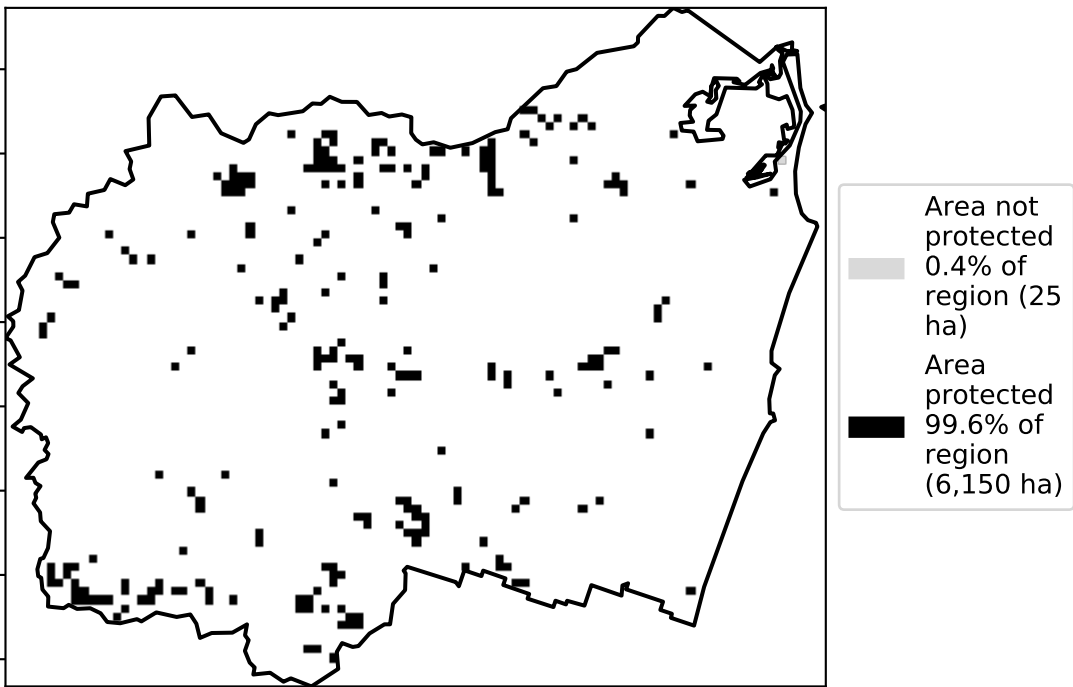 Area not
protected
0.4% of
region (25
ha)
Area
protected
99.6% of
region
(6,150 ha)